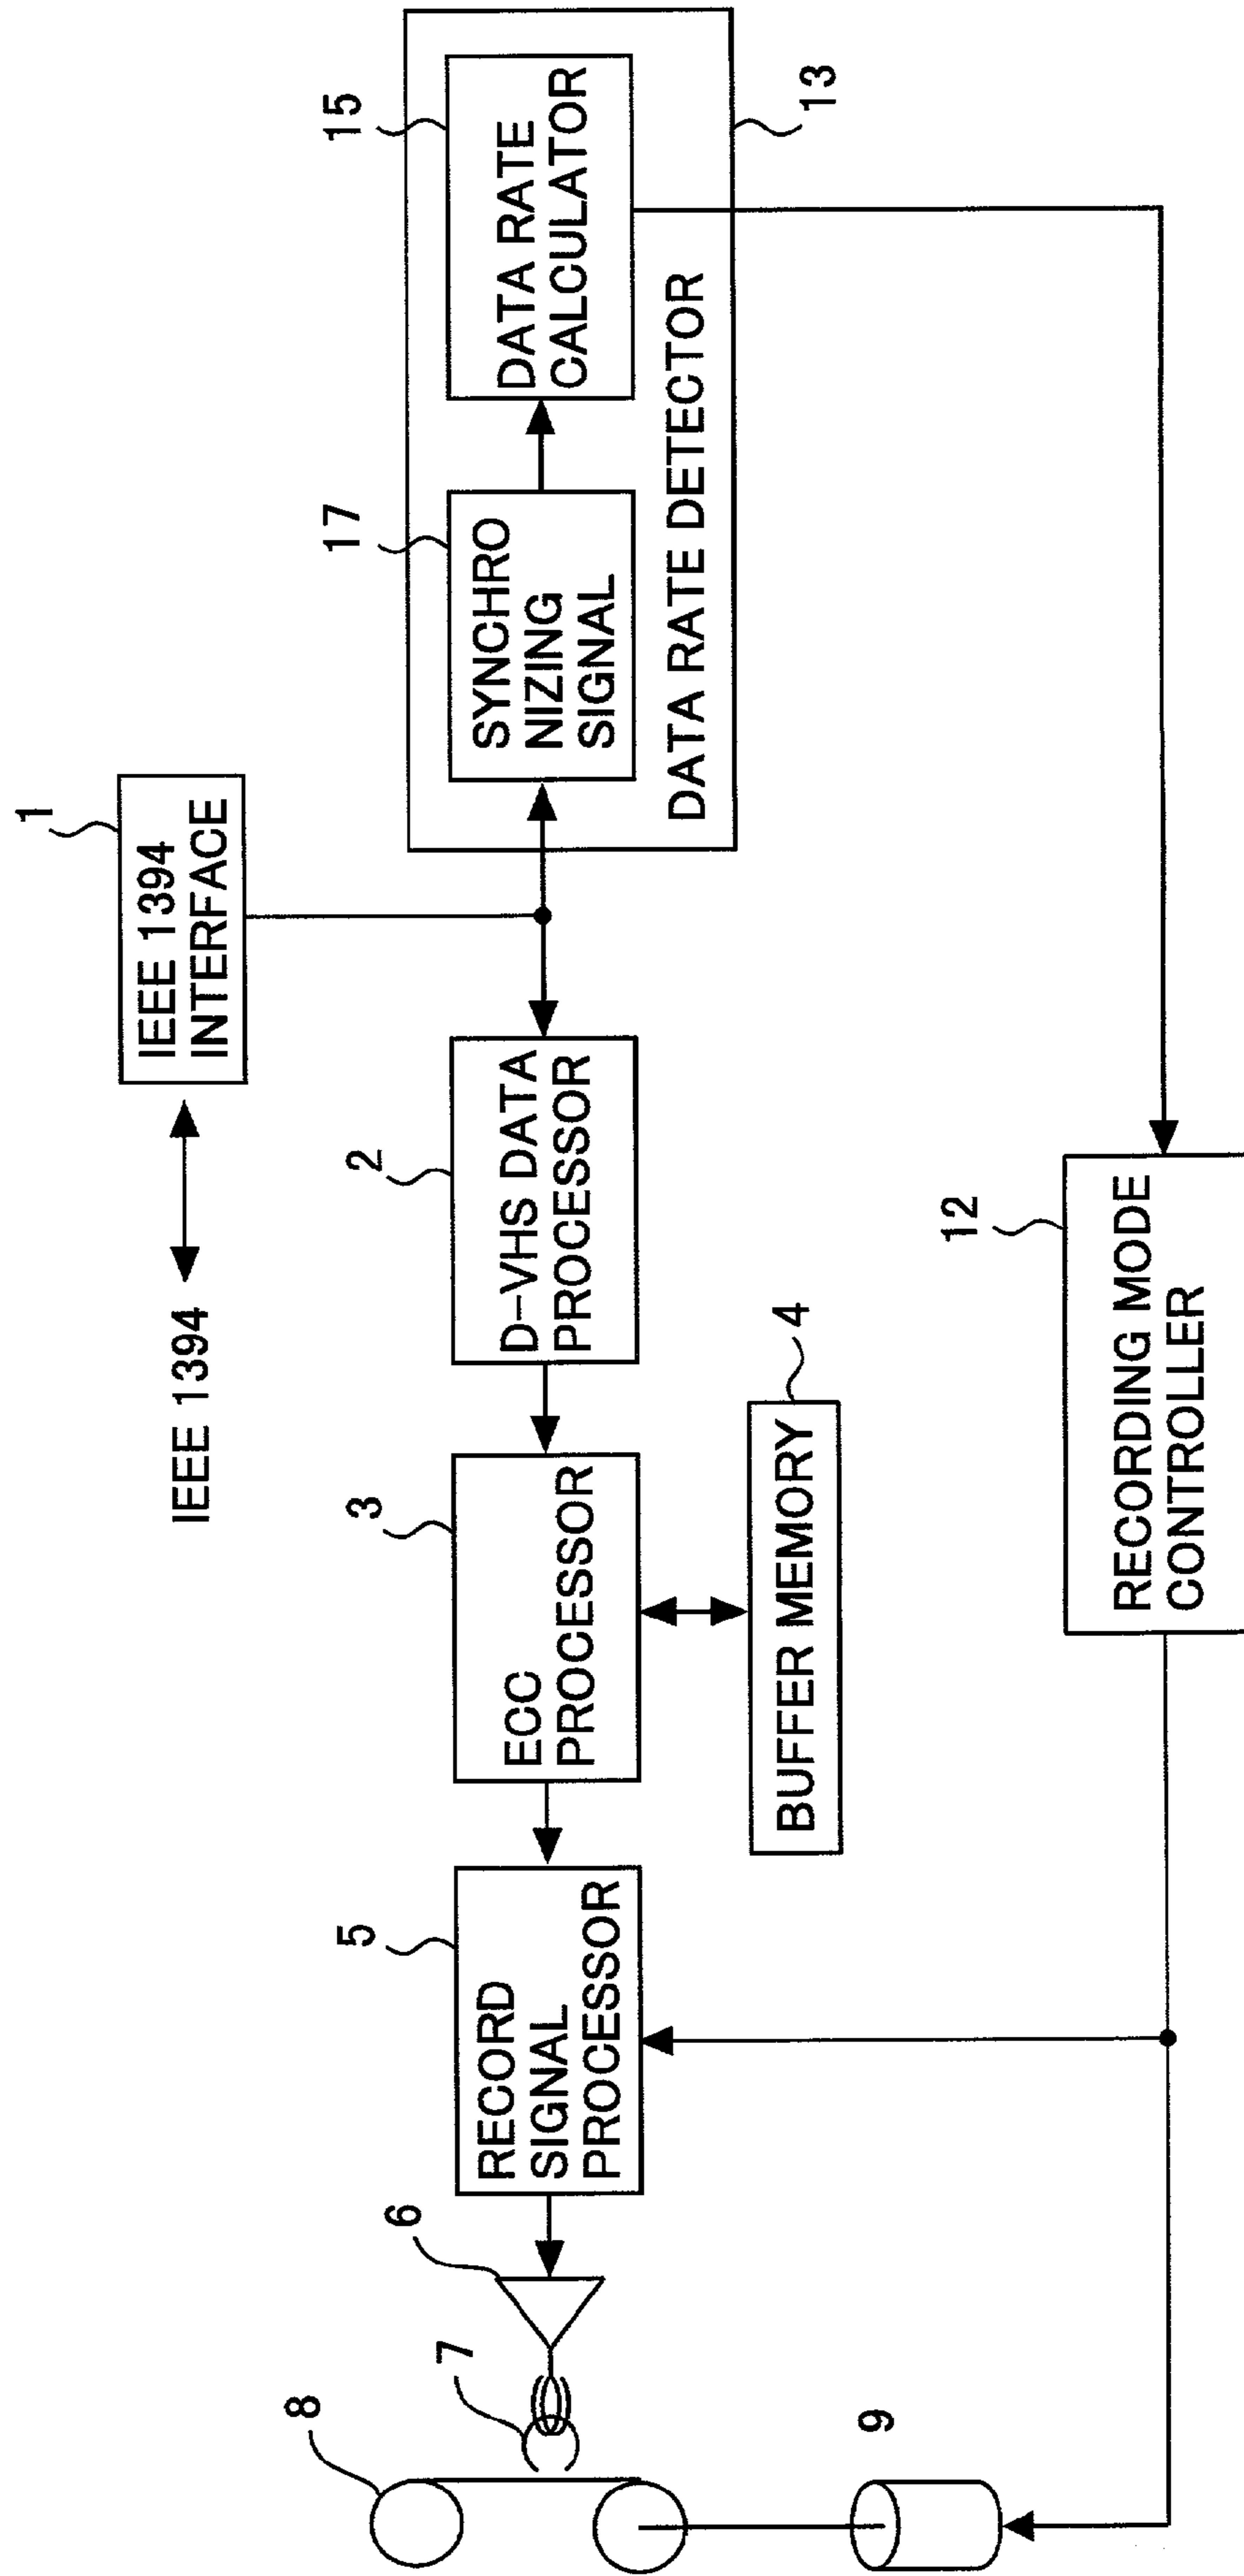 1
IEEE 1394
INTERFACE
IEEE 1394
15
DATA RATE
CALCULATOR
17
SYNCHRO
NIZING
SIGNAL
DATA RATE DETECTOR
13
2
D-VHS DATA
PROCESSOR
3
ECC
PROCESSOR
4
BUFFER MEMORY
5
RECORD
SIGNAL
PROCESSOR
6
7
8
9
12
RECORDING MODE
CONTROLLER